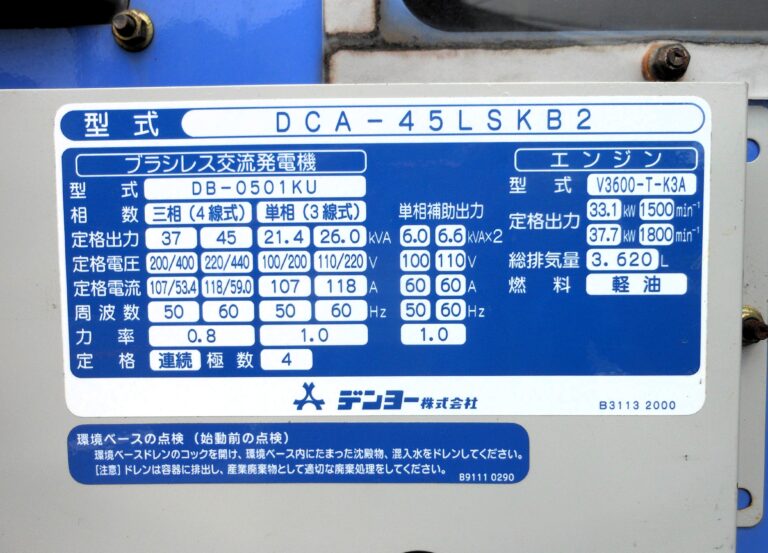 型式 DCA-45LSKB2
ブラシレス交流発電機
型式 DB-0501KU
相数 三相(4線式) 単相(3線式) 単相補助出力
定格出力 37 45 21.4 26.0 kVA 6.0 6.6 kVA×2
定格電圧 200/400 220/440 100/200 110/220 V 100 110 V
定格電流 107/53.4 118/59.0 107 118 A 60 60 A
周波数 50 60 50 60 Hz 50 60 Hz
力率 0.8 1.0 1.0
定格 連続 極数 4
エンジン
型式 V3600-T-K3A
定格出力 33.1 kW 1500 min⁻¹
37.7 kW 1800 min⁻¹
総排気量 3.620 L
燃料 軽油
デンヨー株式会社
B3113 2000
環境ベースの点検(始動前の点検)
環境ベースドレンのコックを開け、環境ベース内にたまった沈殿物、混入水をドレンしてください。
[注意]ドレンは容器に排出し、産業廃棄物として適切な廃棄処理をしてください。
B9111 0290